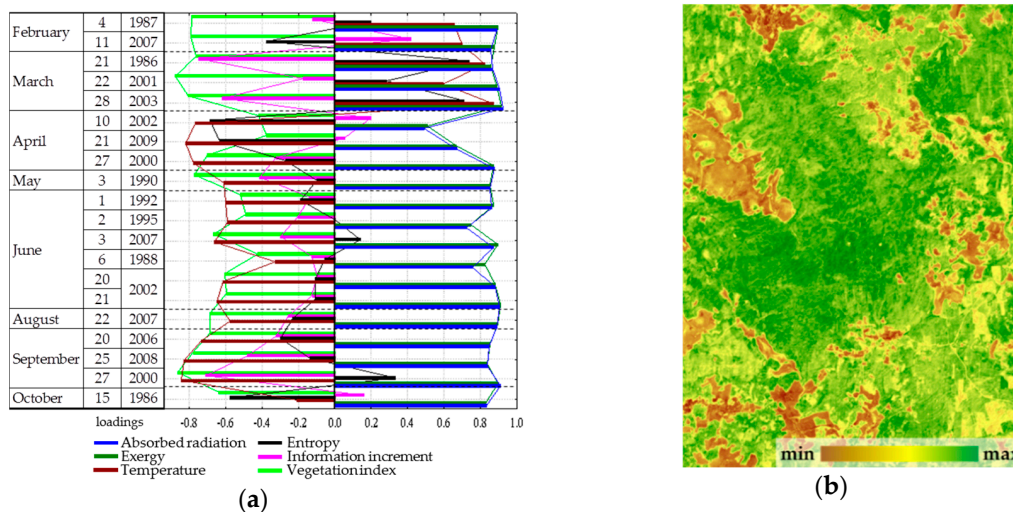 February 4 1987
11 2007
March 21 1986
22 2001
28 2003
April 10 2002
21 2009
27 2000
May 3 1990
June 1 1992
2 1995
3 2007
6 1988
20 2002
21
August 22 2007
September 20 2006
25 2008
27 2000
October 15 1986
-0.8 -0.6 -0.4 -0.2 0.0 0.2 0.4 0.6 0.8 1.0
loadings
Absorbed radiation Entropy
Exergy Information increment
Temperature Vegetation index
(a)
min max
(b)